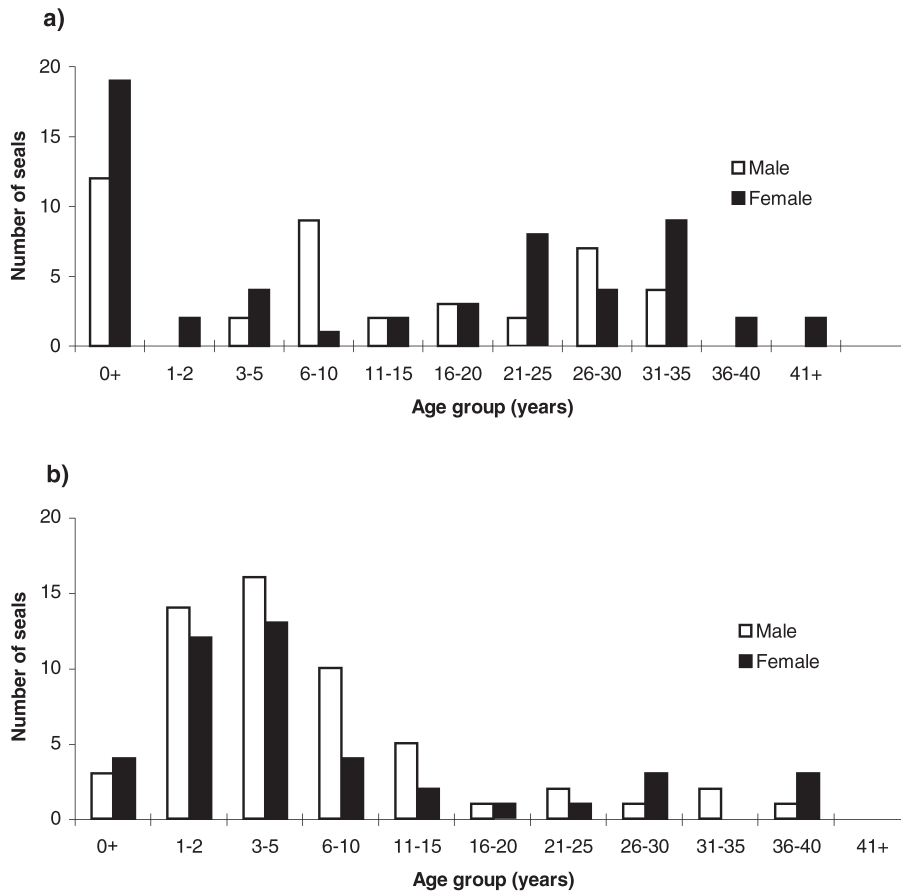 a)
20
15
10
5
0
Number of seals
Male
Female
0+ 1-2 3-5 6-10 11-15 16-20 21-25 26-30 31-35 36-40 41+
Age group (years)
b)
20
15
10
5
0
Number of seals
Male
Female
0+ 1-2 3-5 6-10 11-15 16-20 21-25 26-30 31-35 36-40 41+
Age group (years)